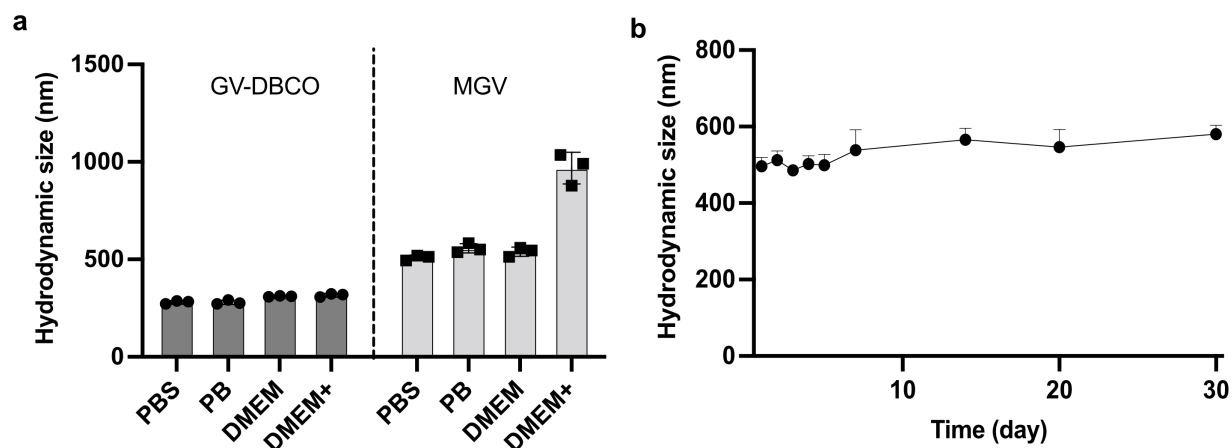 a
Hydrodynamic size (nm)
1500
1000
500
0
GV-DBCO
MGV
PBS
PB
DMEM
DMEM+
PBS
PB
DMEM
DMEM+
b
Hydrodynamic size (nm)
800
600
400
200
0
10
20
30
Time (day)